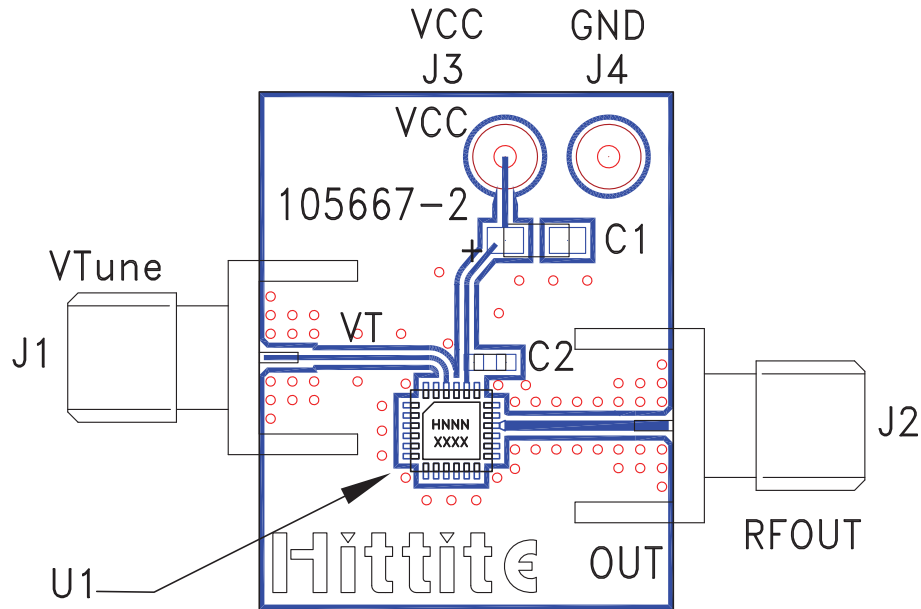 VCC
J3
GND
J4
VCC
105667-2
+
C1
VTune
J1
VT
C2
HNNN
XXXX
J2
RFOUT
OUT
Hittite
U1